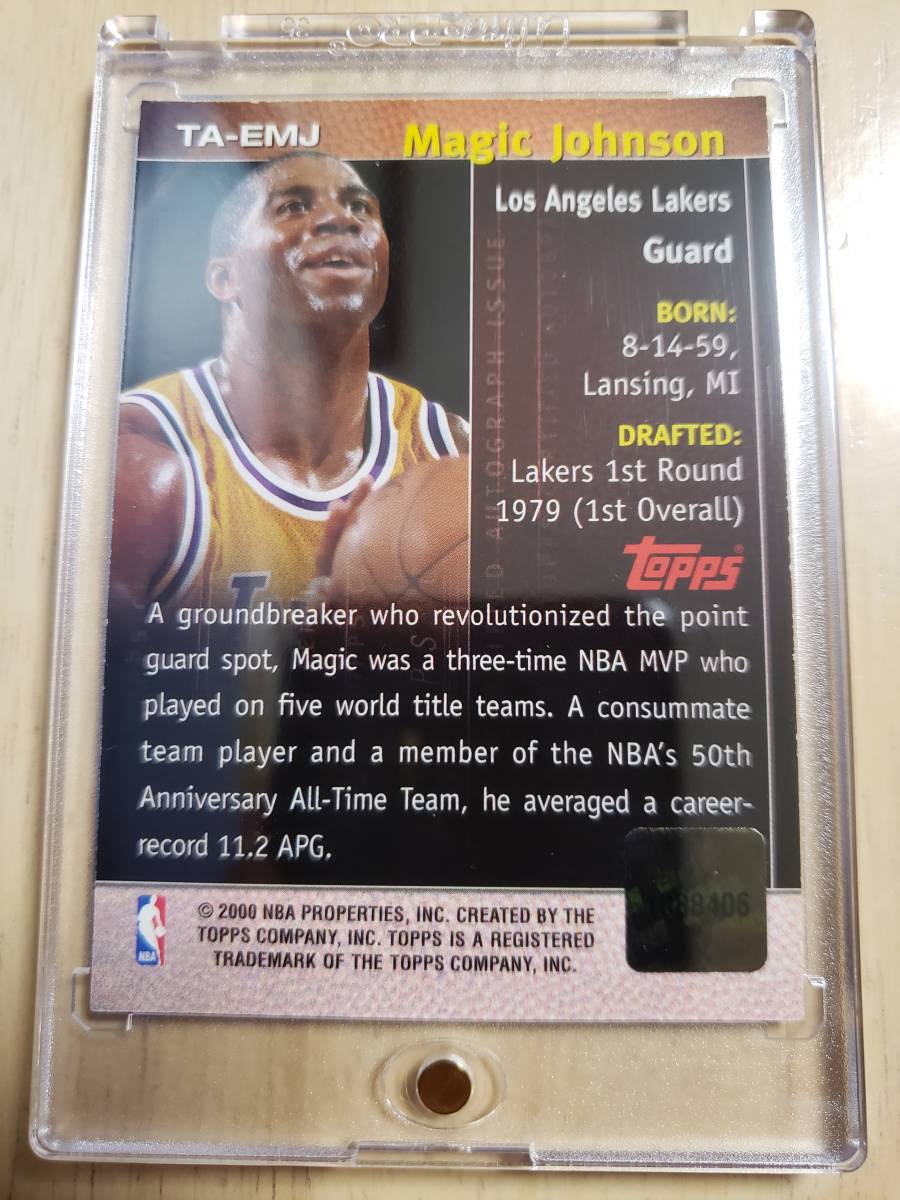 ULTRA PRO®
TA-EMJ
Magic Johnson
Los Angeles Lakers
Guard
BORN:
8-14-59,
Lansing, MI
DRAFTED:
Lakers 1st Round
1979 (1st Overall)
TOPPS®
A groundbreaker who revolutionized the point
guard spot, Magic was a three-time NBA MVP who
played on five world title teams. A consummate
team player and a member of the NBA's 50th
Anniversary All-Time Team, he averaged a career-
record 11.2 APG.
NBA
© 2000 NBA PROPERTIES, INC. CREATED BY THE
TOPPS COMPANY, INC. TOPPS IS A REGISTERED
TRADEMARK OF THE TOPPS COMPANY, INC.